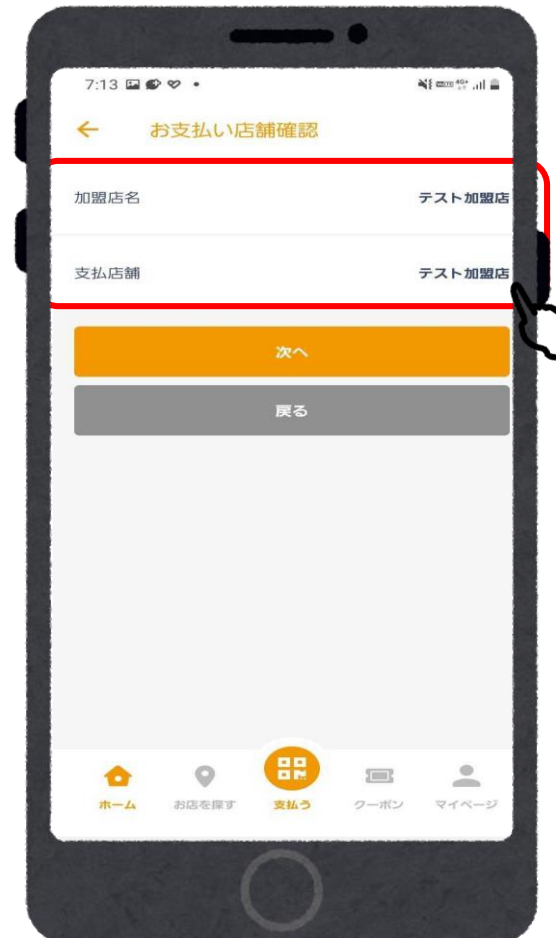 7:13
お支払い店舗確認
加盟店名 テスト加盟店
支払店舗 テスト加盟店
次へ
戻る
ホーム お店を探す 支払う クーポン マイページ